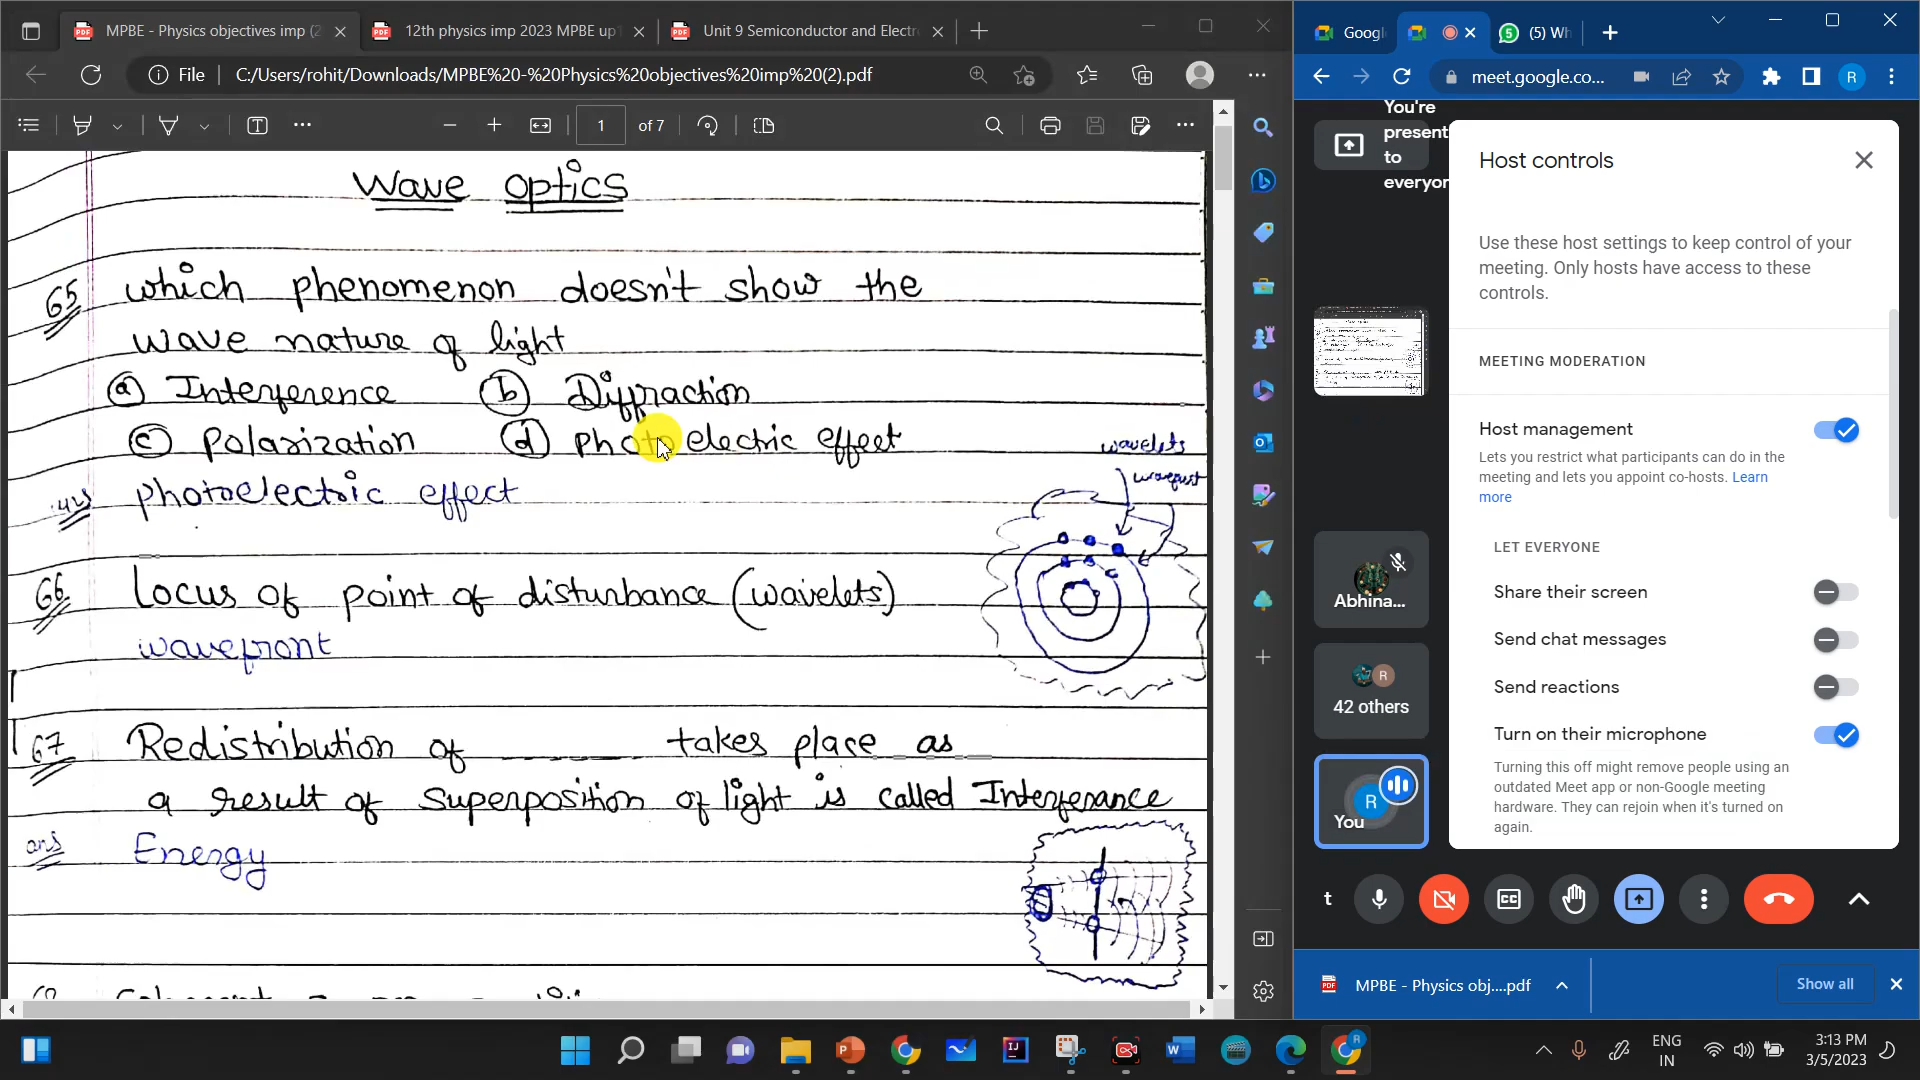 MPBE - Physics objectives imp (2
12th physics imp 2023 MPBE up
Unit 9 Semiconductor and Electr
File
C:/Users/rohit/Downloads/MPBE%20-%20Physics%20objectives%20imp%20(2).pdf
1
of 7
Wave Optics
65 which phenomenon doesn't show the
wave nature of light
(a) Interference (b) Diffraction
(c) Polarization (d) Photoelectric effect
Photoelectric effect
wavelets
66 Locus of point of disturbance (wavelets)
wavefront
67 Redistribution of ______ takes place as
a result of superposition of light is called Interferance
ans Energy
Googl
(5) Wh
meet.google.co...
R
You're
present
to
everyon
Abhina...
R
42 others
R
You
Host controls
Use these host settings to keep control of your
meeting. Only hosts have access to these
controls.
MEETING MODERATION
Host management
Lets you restrict what participants can do in the
meeting and lets you appoint co-hosts. Learn
more
LET EVERYONE
Share their screen
Send chat messages
Send reactions
Turn on their microphone
Turning this off might remove people using an
outdated Meet app or non-Google meeting
hardware. They can rejoin when it's turned on
again.
t
MPBE - Physics obj....pdf
Show all
ENG
IN
3:13 PM
3/5/2023